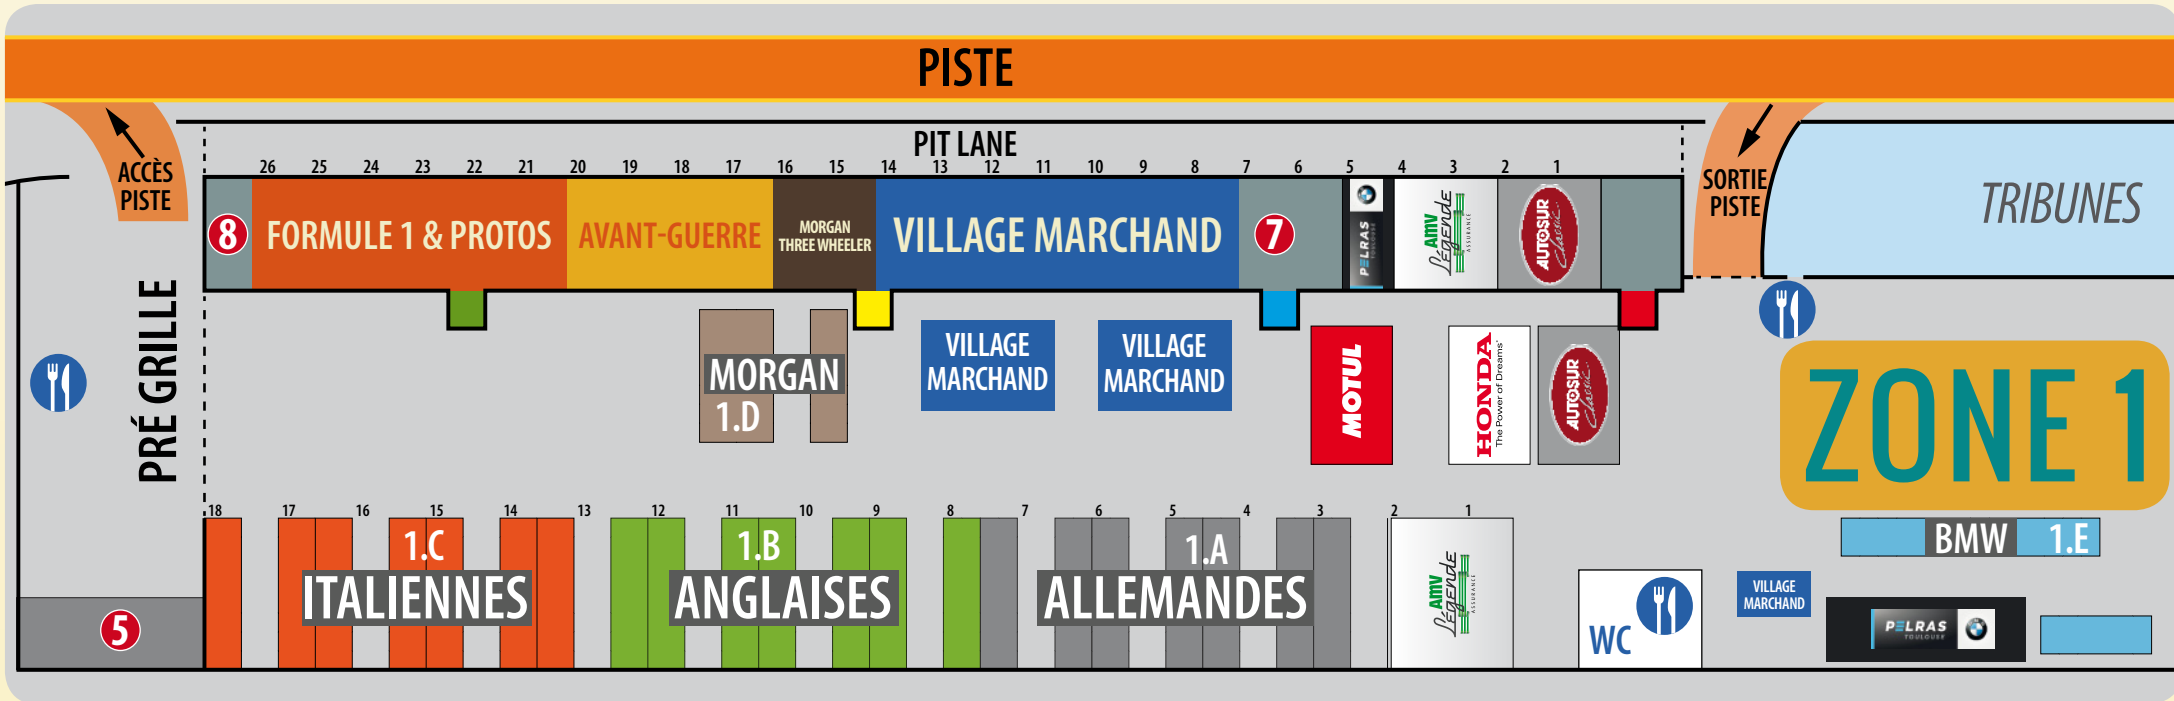 PISTE
PIT LANE
ACCÈS
PISTE
26 25 24 23 22 21 20 19 18 17 16 15 14 13 12 11 10 9 8 7 6 5 4 3 2 1
SORTIE
PISTE
TRIBUNES
8
FORMULE 1 & PROTOS
AVANT-GUERRE
MORGAN
THREE WHEELER
VILLAGE MARCHAND
7
PELRAS
TOULOUSE
AMV
Légende
ASSURANCE
AUTOSUR
Classic
PRÉ GRILLE
MORGAN
1.D
VILLAGE
MARCHAND
VILLAGE
MARCHAND
MOTUL
HONDA
The Power of Dreams
AUTOSUR
Classic
ZONE 1
18 17 16 15 14 13 12 11 10 9 8 7 6 5 4 3 2 1
1.C
ITALIENNES
1.B
ANGLAISES
1.A
ALLEMANDES
AMV
Légende
ASSURANCE
BMW 1.E
5
WC
VILLAGE
MARCHAND
PELRAS
TOULOUSE